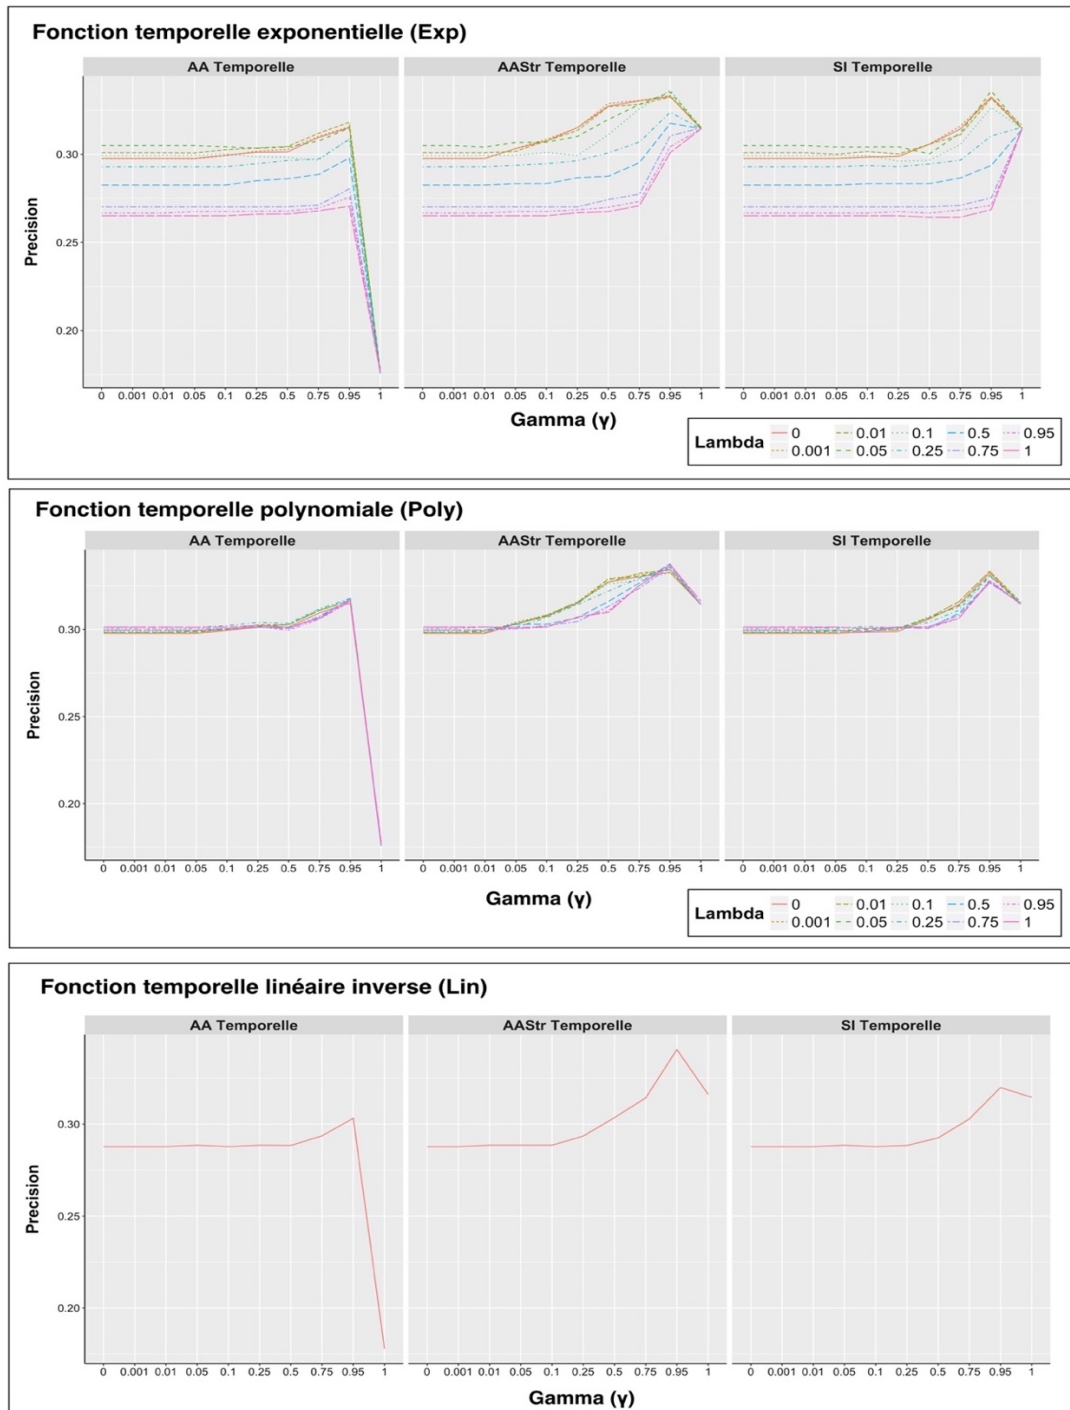 Fonction temporelle exponentielle (Exp)
AA Temporelle AAStr Temporelle SI Temporelle
0.30
0.25
0.20
Precision
0 0.001 0.01 0.05 0.1 0.25 0.5 0.75 0.95 1 0 0.001 0.01 0.05 0.1 0.25 0.5 0.75 0.95 1 0 0.001 0.01 0.05 0.1 0.25 0.5 0.75 0.95 1
Gamma (γ)
Lambda 0 0.01 0.1 0.5 0.95
0.001 0.05 0.25 0.75 1
Fonction temporelle polynomiale (Poly)
AA Temporelle AAStr Temporelle SI Temporelle
0.30
0.25
0.20
Precision
0 0.001 0.01 0.05 0.1 0.25 0.5 0.75 0.95 1 0 0.001 0.01 0.05 0.1 0.25 0.5 0.75 0.95 1 0 0.001 0.01 0.05 0.1 0.25 0.5 0.75 0.95 1
Gamma (γ)
Lambda 0 0.01 0.1 0.5 0.95
0.001 0.05 0.25 0.75 1
Fonction temporelle linéaire inverse (Lin)
AA Temporelle AAStr Temporelle SI Temporelle
0.30
0.25
0.20
Precision
0 0.001 0.01 0.05 0.1 0.25 0.5 0.75 0.95 1 0 0.001 0.01 0.05 0.1 0.25 0.5 0.75 0.95 1 0 0.001 0.01 0.05 0.1 0.25 0.5 0.75 0.95 1
Gamma (γ)